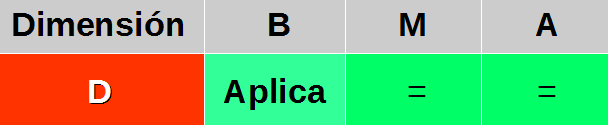 Dimensión B M A
D Aplica = =